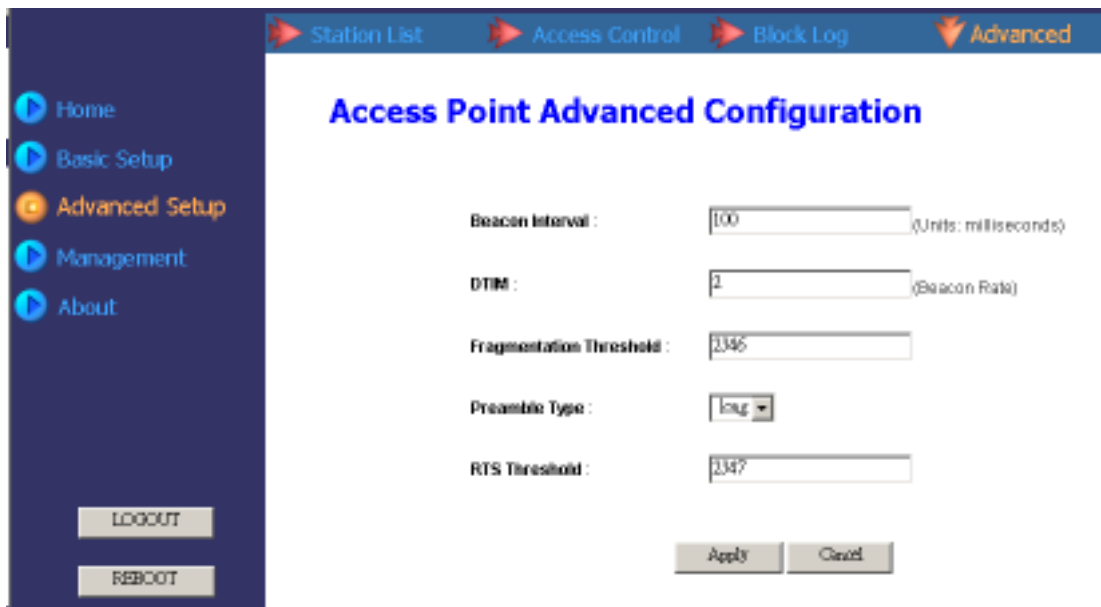 Station List Access Control Block Log Advanced
Home
Basic Setup
Advanced Setup
Management
About
LOGOUT
REBOOT
Access Point Advanced Configuration
Beacon Interval : 100 (Units: milliseconds)
DTIM : 2 (Beacon Rate)
Fragmentation Threshold : 2346
Preamble Type : long
RTS Threshold : 2347
Apply Cancel